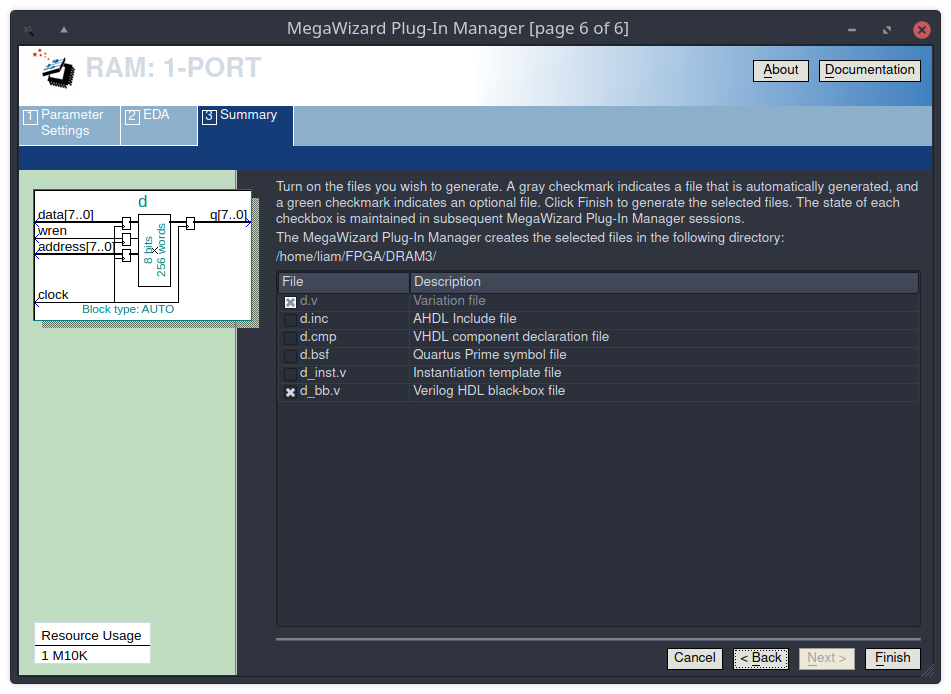 MegaWizard Plug-In Manager [page 6 of 6]
RAM: 1-PORT
About
Documentation
1 Parameter Settings
2 EDA
3 Summary
d
data[7..0]
q[7..0]
wren
address[7..0]
8 bits
256 words
clock
Block type: AUTO
Turn on the files you wish to generate. A gray checkmark indicates a file that is automatically generated, and
a green checkmark indicates an optional file. Click Finish to generate the selected files. The state of each
checkbox is maintained in subsequent MegaWizard Plug-In Manager sessions.
The MegaWizard Plug-In Manager creates the selected files in the following directory:
/home/liam/FPGA/DRAM3/
File Description
d.v Variation file
d.inc AHDL Include file
d.cmp VHDL component declaration file
d.bsf Quartus Prime symbol file
d_inst.v Instantiation template file
d_bb.v Verilog HDL black-box file
Resource Usage
1 M10K
Cancel
< Back
Next >
Finish